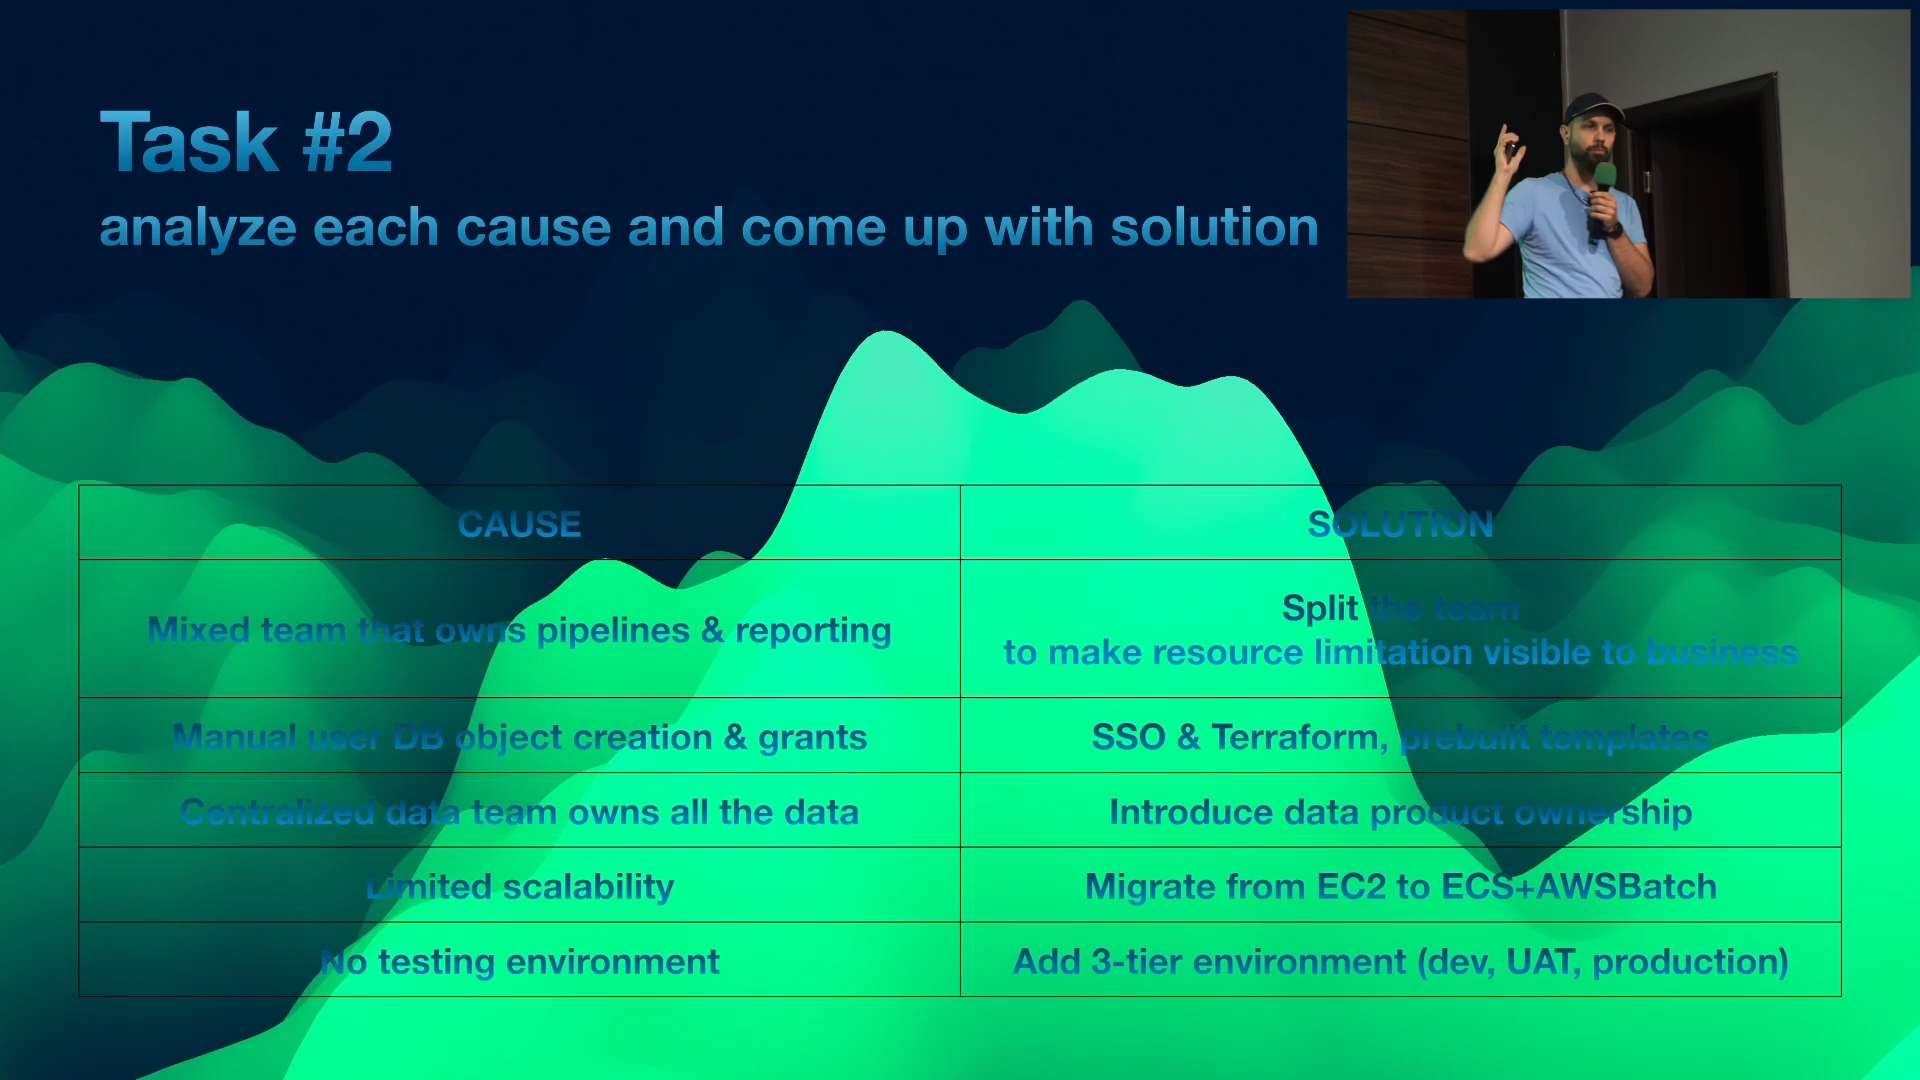 Task #2
analyze each cause and come up with solution
CAUSE
SOLUTION
Mixed team that owns pipelines & reporting
Split the team
to make resource limitation visible to business
Manual user DB object creation & grants
SSO & Terraform, prebuilt templates
Centralized data team owns all the data
Introduce data product ownership
Limited scalability
Migrate from EC2 to ECS+AWSBatch
No testing environment
Add 3-tier environment (dev, UAT, production)